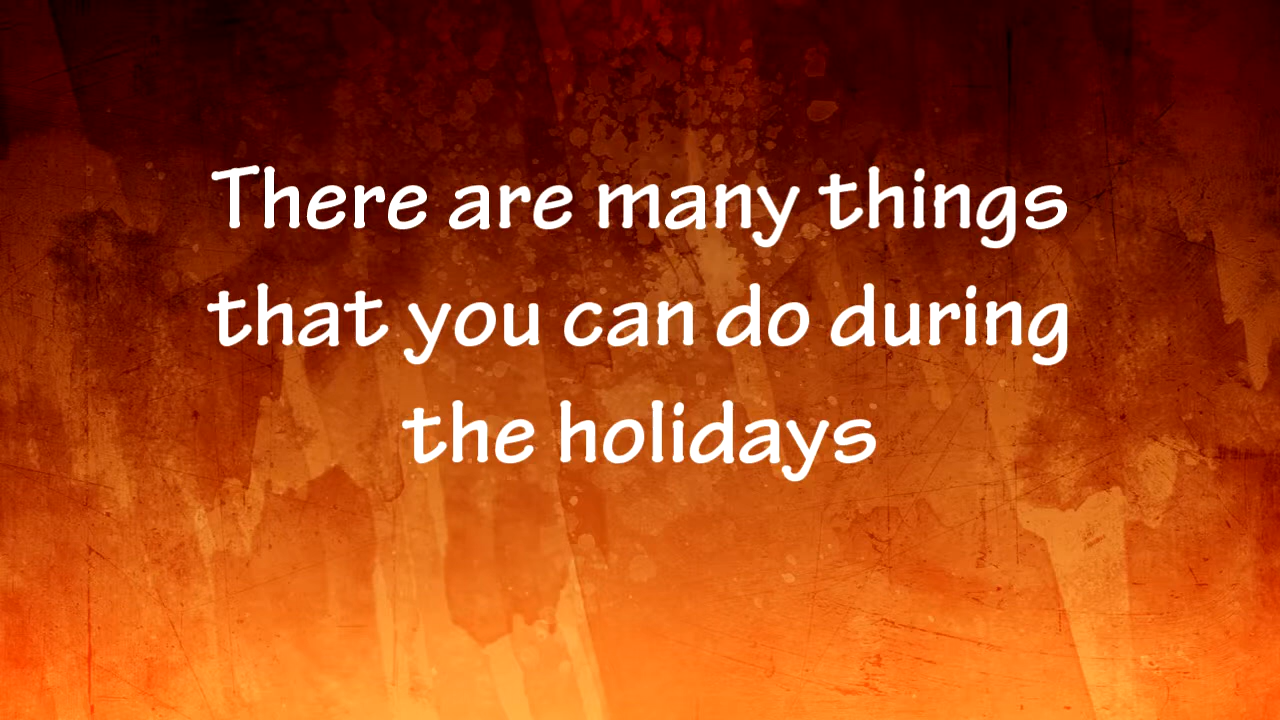 There are many things
that you can do during
the holidays